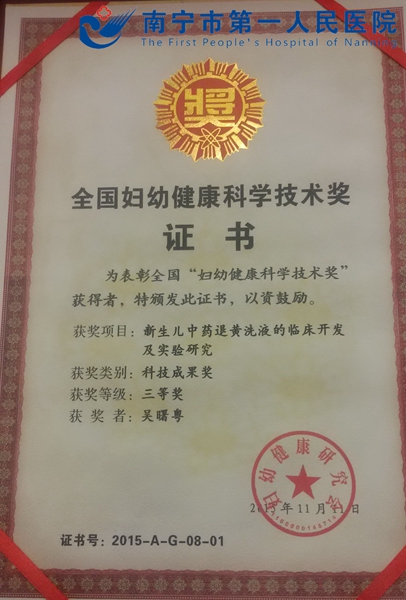 南宁市第一人民医院
The First People's Hospital of Nanning
奖
全国妇幼健康科学技术奖
证书
为表彰全国“妇幼健康科学技术奖”
获得者，特颁发此证书，以资鼓励。
获奖项目：新生儿中药退黄洗液的临床开发
及实验研究
获奖类别：科技成果奖
获奖等级：三等奖
获奖者：吴曙粤
妇幼健康研究会
年11月11日
证书号：2015-A-G-08-01